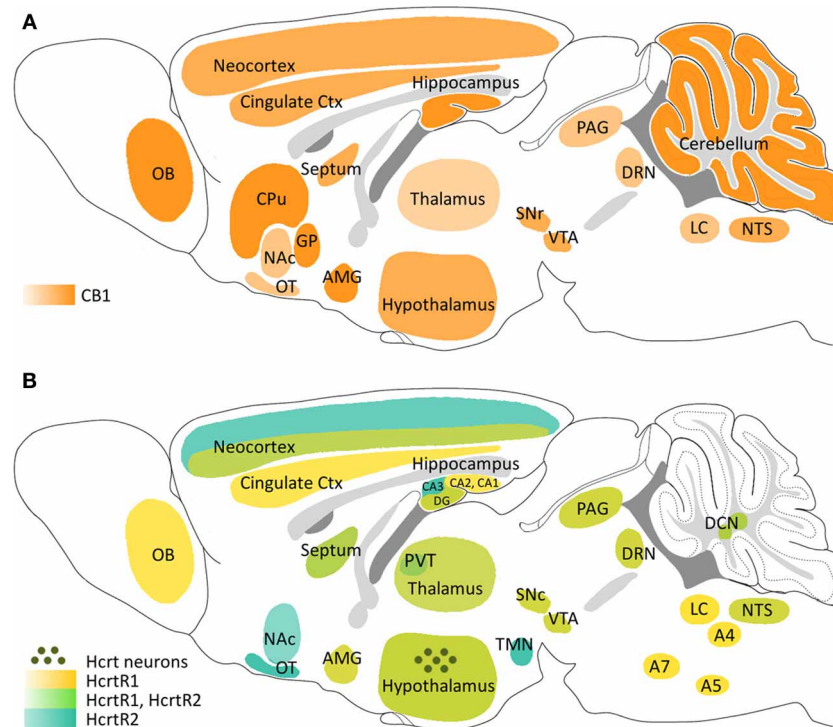 A
Neocortex
Hippocampus
Cingulate Ctx
PAG
Cerebellum
OB
Septum
DRN
CPu
Thalamus
SNr
VTA
LC
NTS
GP
NAc
OT
AMG
Hypothalamus
CB1
B
Neocortex
Hippocampus
Cingulate Ctx
CA3
CA2, CA1
DG
PAG
DCN
OB
Septum
PVT
DRN
Thalamus
SNc
VTA
LC
NTS
A4
NAc
TMN
OT
AMG
Hypothalamus
A7
A5
Hcrt neurons
HcrtR1
HcrtR1, HcrtR2
HcrtR2